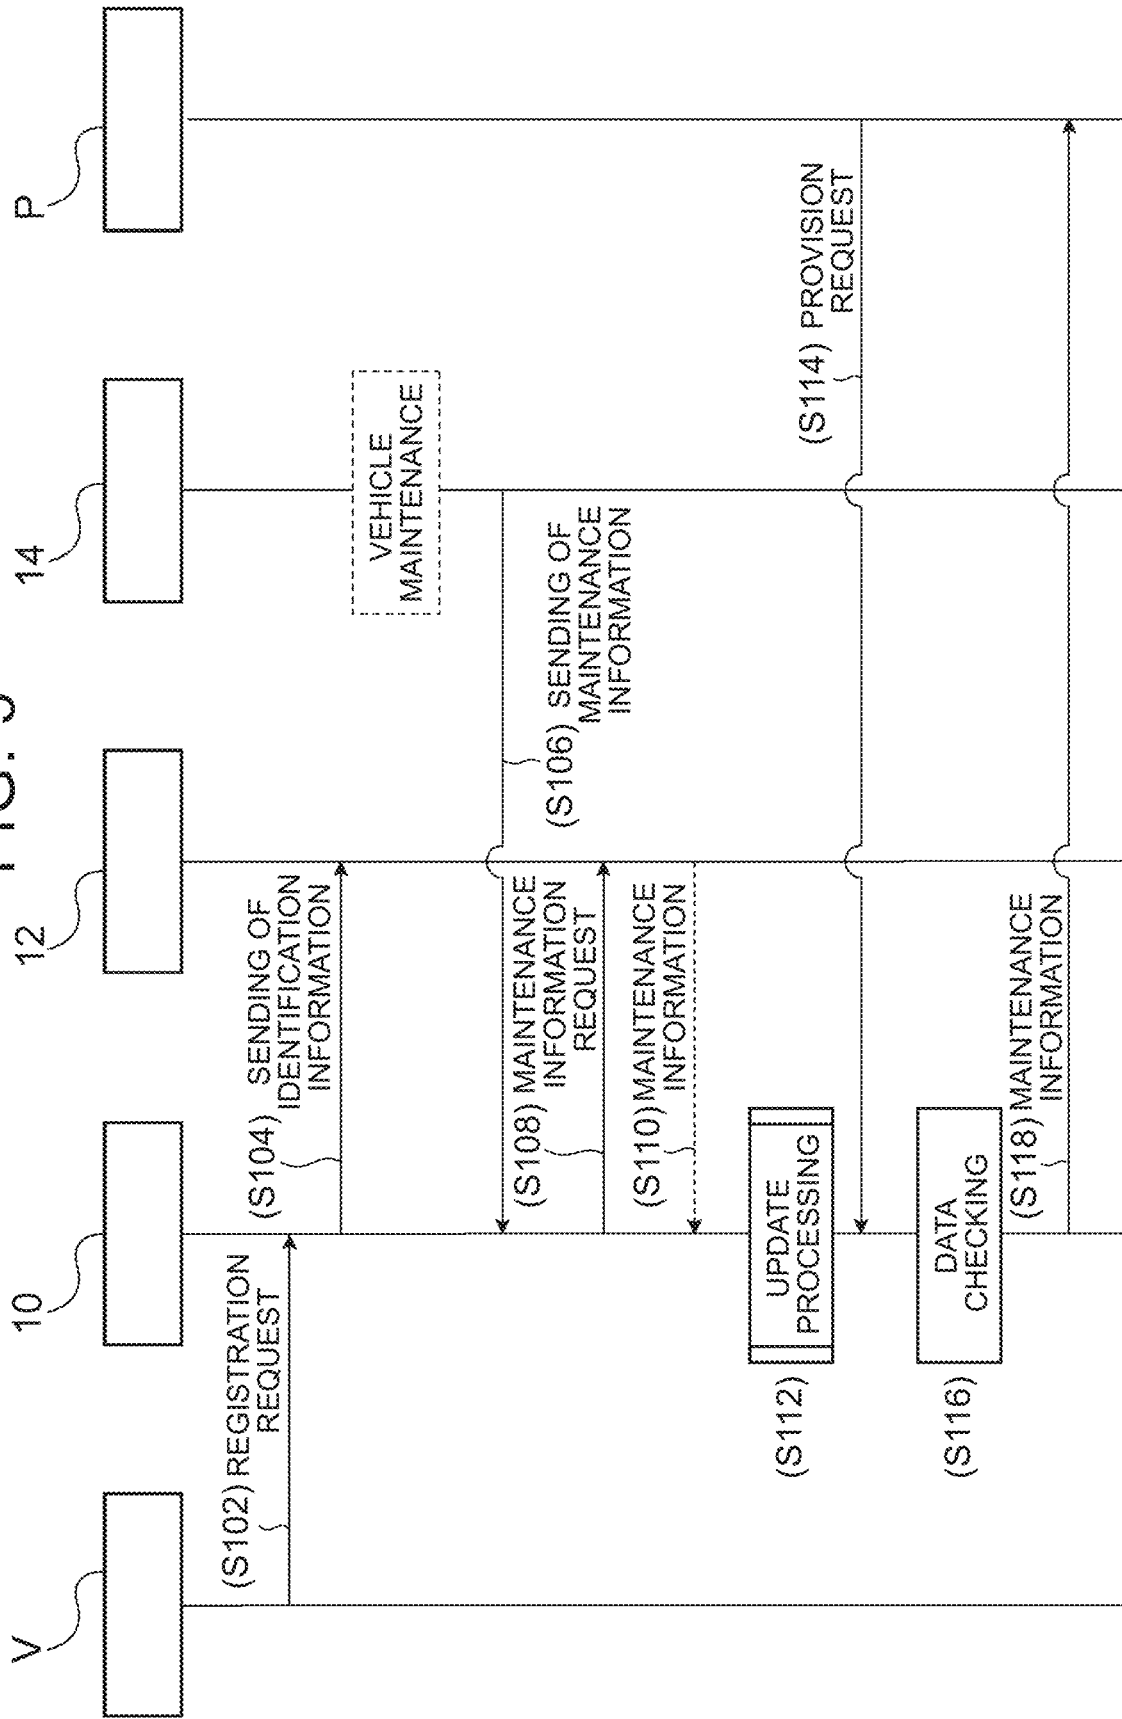 FIG.
V
10
12
14
P
(S102) REGISTRATION
REQUEST
(S104) SENDING OF
IDENTIFICATION
INFORMATION
VEHICLE
MAINTENANCE
(S106) SENDING OF
MAINTENANCE
INFORMATION
(S108) MAINTENANCE
INFORMATION
REQUEST
(S110) MAINTENANCE
INFORMATION
(S112)
UPDATE
PROCESSING
(S114) PROVISION
REQUEST
(S116)
DATA
CHECKING
(S118) MAINTENANCE
INFORMATION